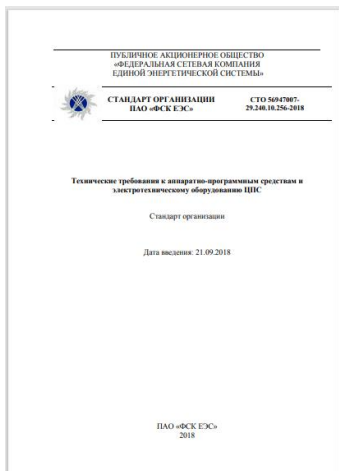 ПУБЛИЧНОЕ АКЦИОНЕРНОЕ ОБЩЕСТВО
«ФЕДЕРАЛЬНАЯ СЕТЕВАЯ КОМПАНИЯ
ЕДИНОЙ ЭНЕРГЕТИЧЕСКОЙ СИСТЕМЫ»
СТАНДАРТ ОРГАНИЗАЦИИ
ПАО «ФСК ЕЭС»
СТО 56947007-
29.240.10.256-2018
Технические требования к аппаратно-программным средствам и
электротехническому оборудованию ЦПС
Стандарт организации
Дата введения: 21.09.2018
ПАО «ФСК ЕЭС»
2018